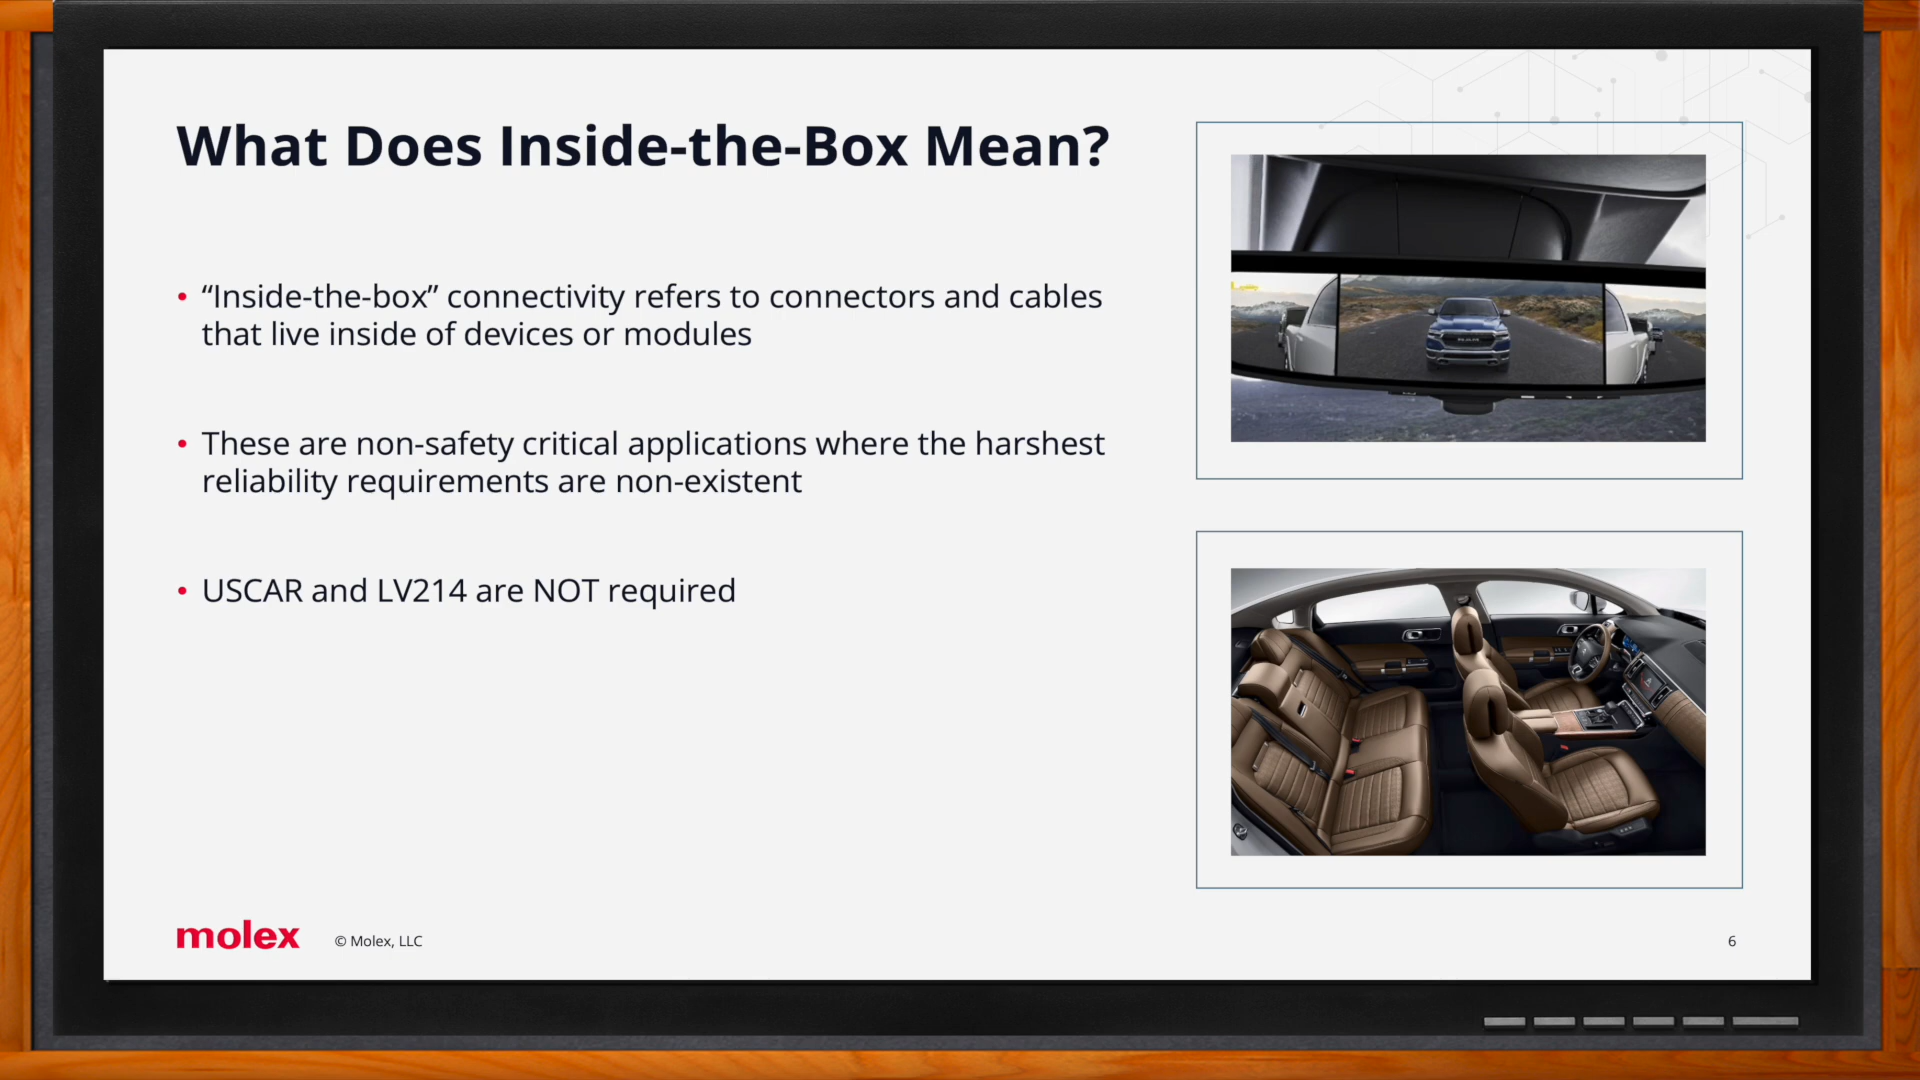 What Does Inside-the-Box Mean?
• “Inside-the-box” connectivity refers to connectors and cables
that live inside of devices or modules
• These are non-safety critical applications where the harshest
reliability requirements are non-existent
• USCAR and LV214 are NOT required
RAM
molex
© Molex, LLC
6